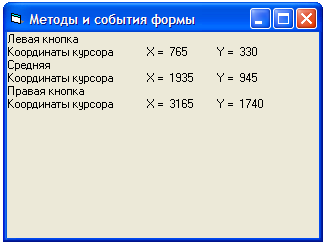 Методы и события формы
Левая кнопка
Координаты курсора X = 765 Y = 330
Средняя
Координаты курсора X = 1935 Y = 945
Правая кнопка
Координаты курсора X = 3165 Y = 1740